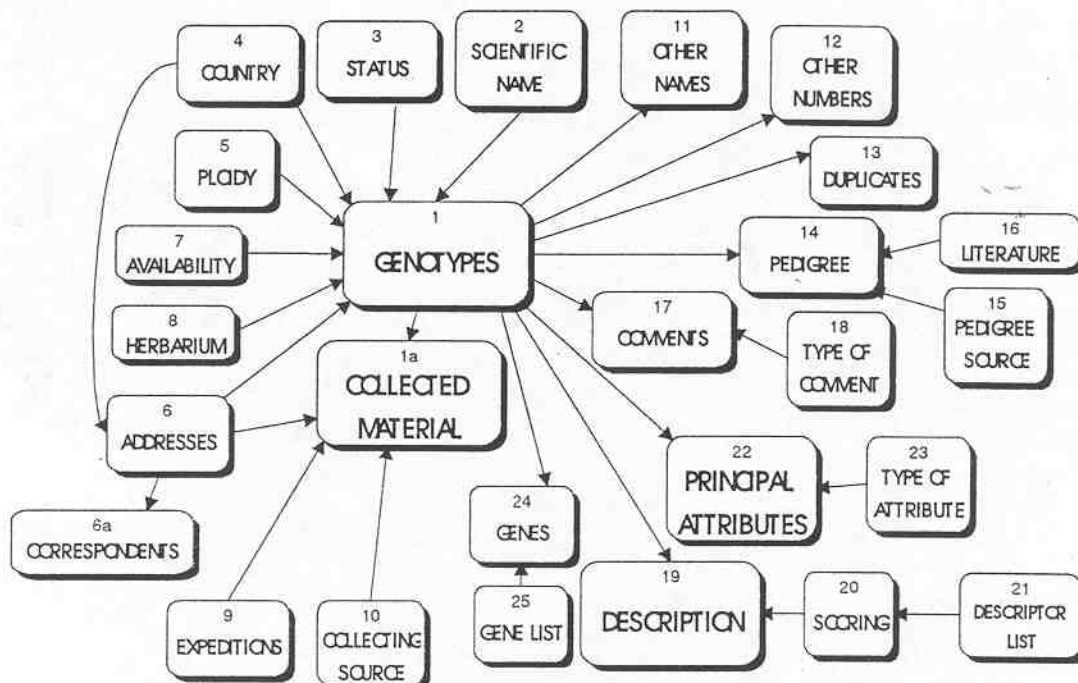 4
COUNTRY
3
STATUS
2
SCIENTIFIC
NAME
11
OTHER
NAMES
12
OTHER
NUMBERS
5
PLOIDY
13
DUPLICATES
1
GENOTYPES
14
PEDIGREE
16
LITERATURE
7
AVAILABILITY
8
HERBARIUM
17
COMMENTS
18
TYPE OF
COMMENT
15
PEDIGREE
SOURCE
1a
COLLECTED
MATERIAL
6
ADDRESSES
22
PRINCIPAL
ATTRIBUTES
23
TYPE OF
ATTRIBUTE
6a
CORRESPONDENTS
24
GENES
19
DESCRIPTION
20
SCORING
21
DESCRIPTOR
LIST
9
EXPEDITIONS
10
COLLECTING
SOURCE
25
GENE LIST